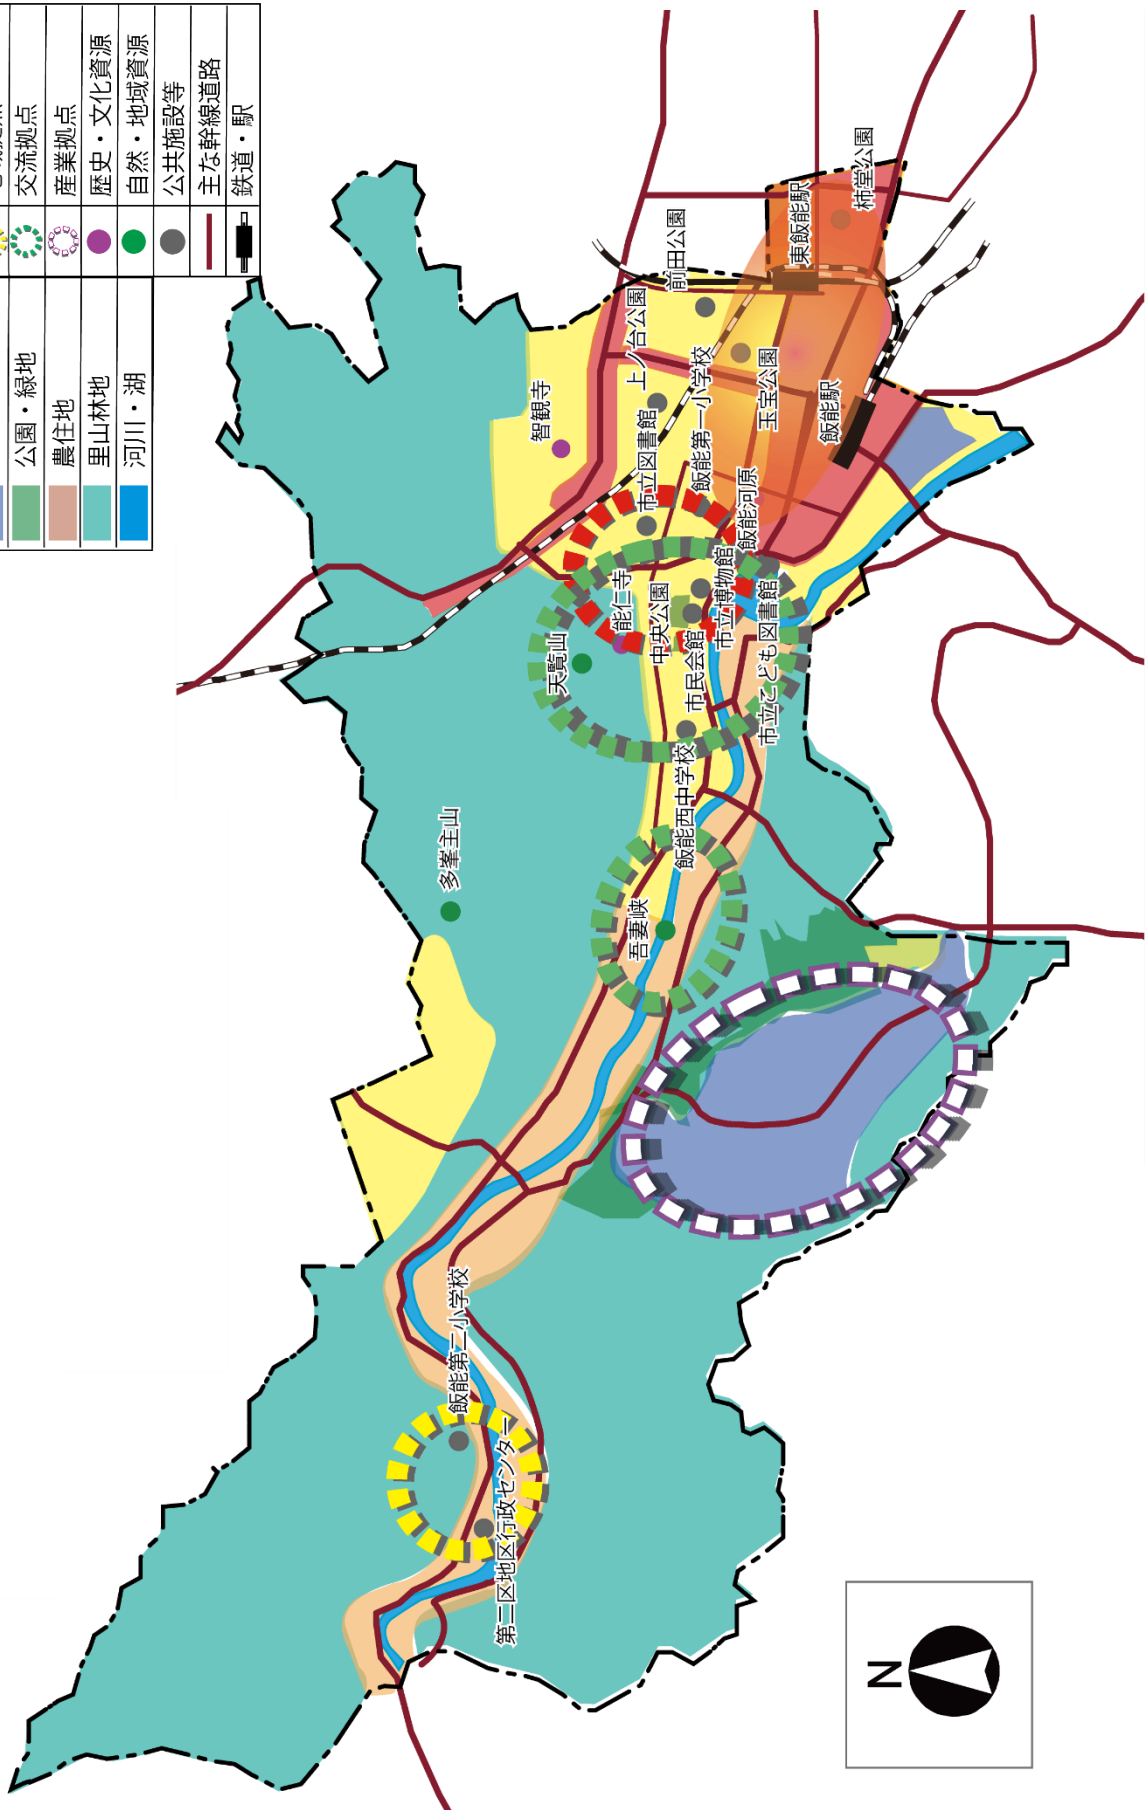 交流拠点
産業拠点
歴史・文化資源
自然・地域資源
公共施設等
主な幹線道路
鉄道・駅
公園・緑地
農住地
里山林地
河川・湖
柿堂公園
東飯能駅
前田公園
上ノ台公園
飯能第一小学校
玉宝公園
飯能駅
智観寺
市立図書館
飯能河原
能仁寺
天覧山
中央公園
市立博物館
市民会館
市立こども図書館
飯能西中学校
多峯主山
吾妻峡
飯能第二小学校
第二区地区行政センター
N